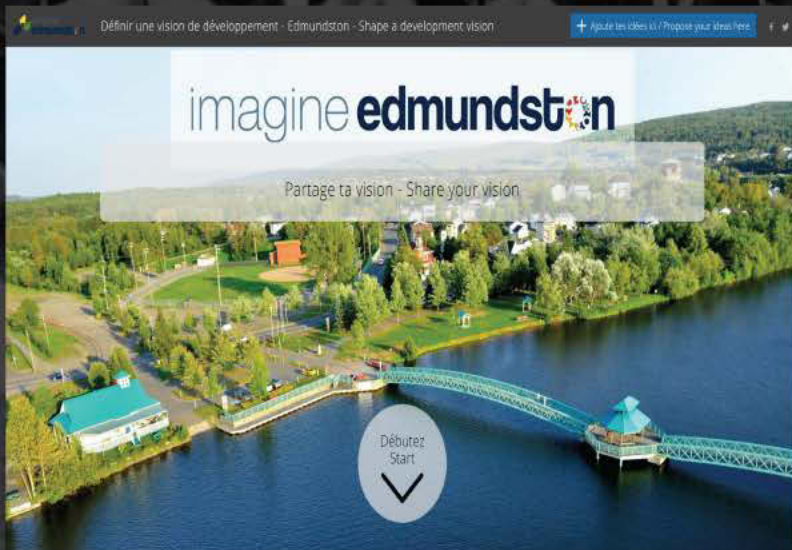 Définir une vision de développement - Edmundston - Shape a development vision
+ Ajoute tes idées ici / Propose your ideas here
imagine edmundston
Partage ta vision - Share your vision
Débutez
Start